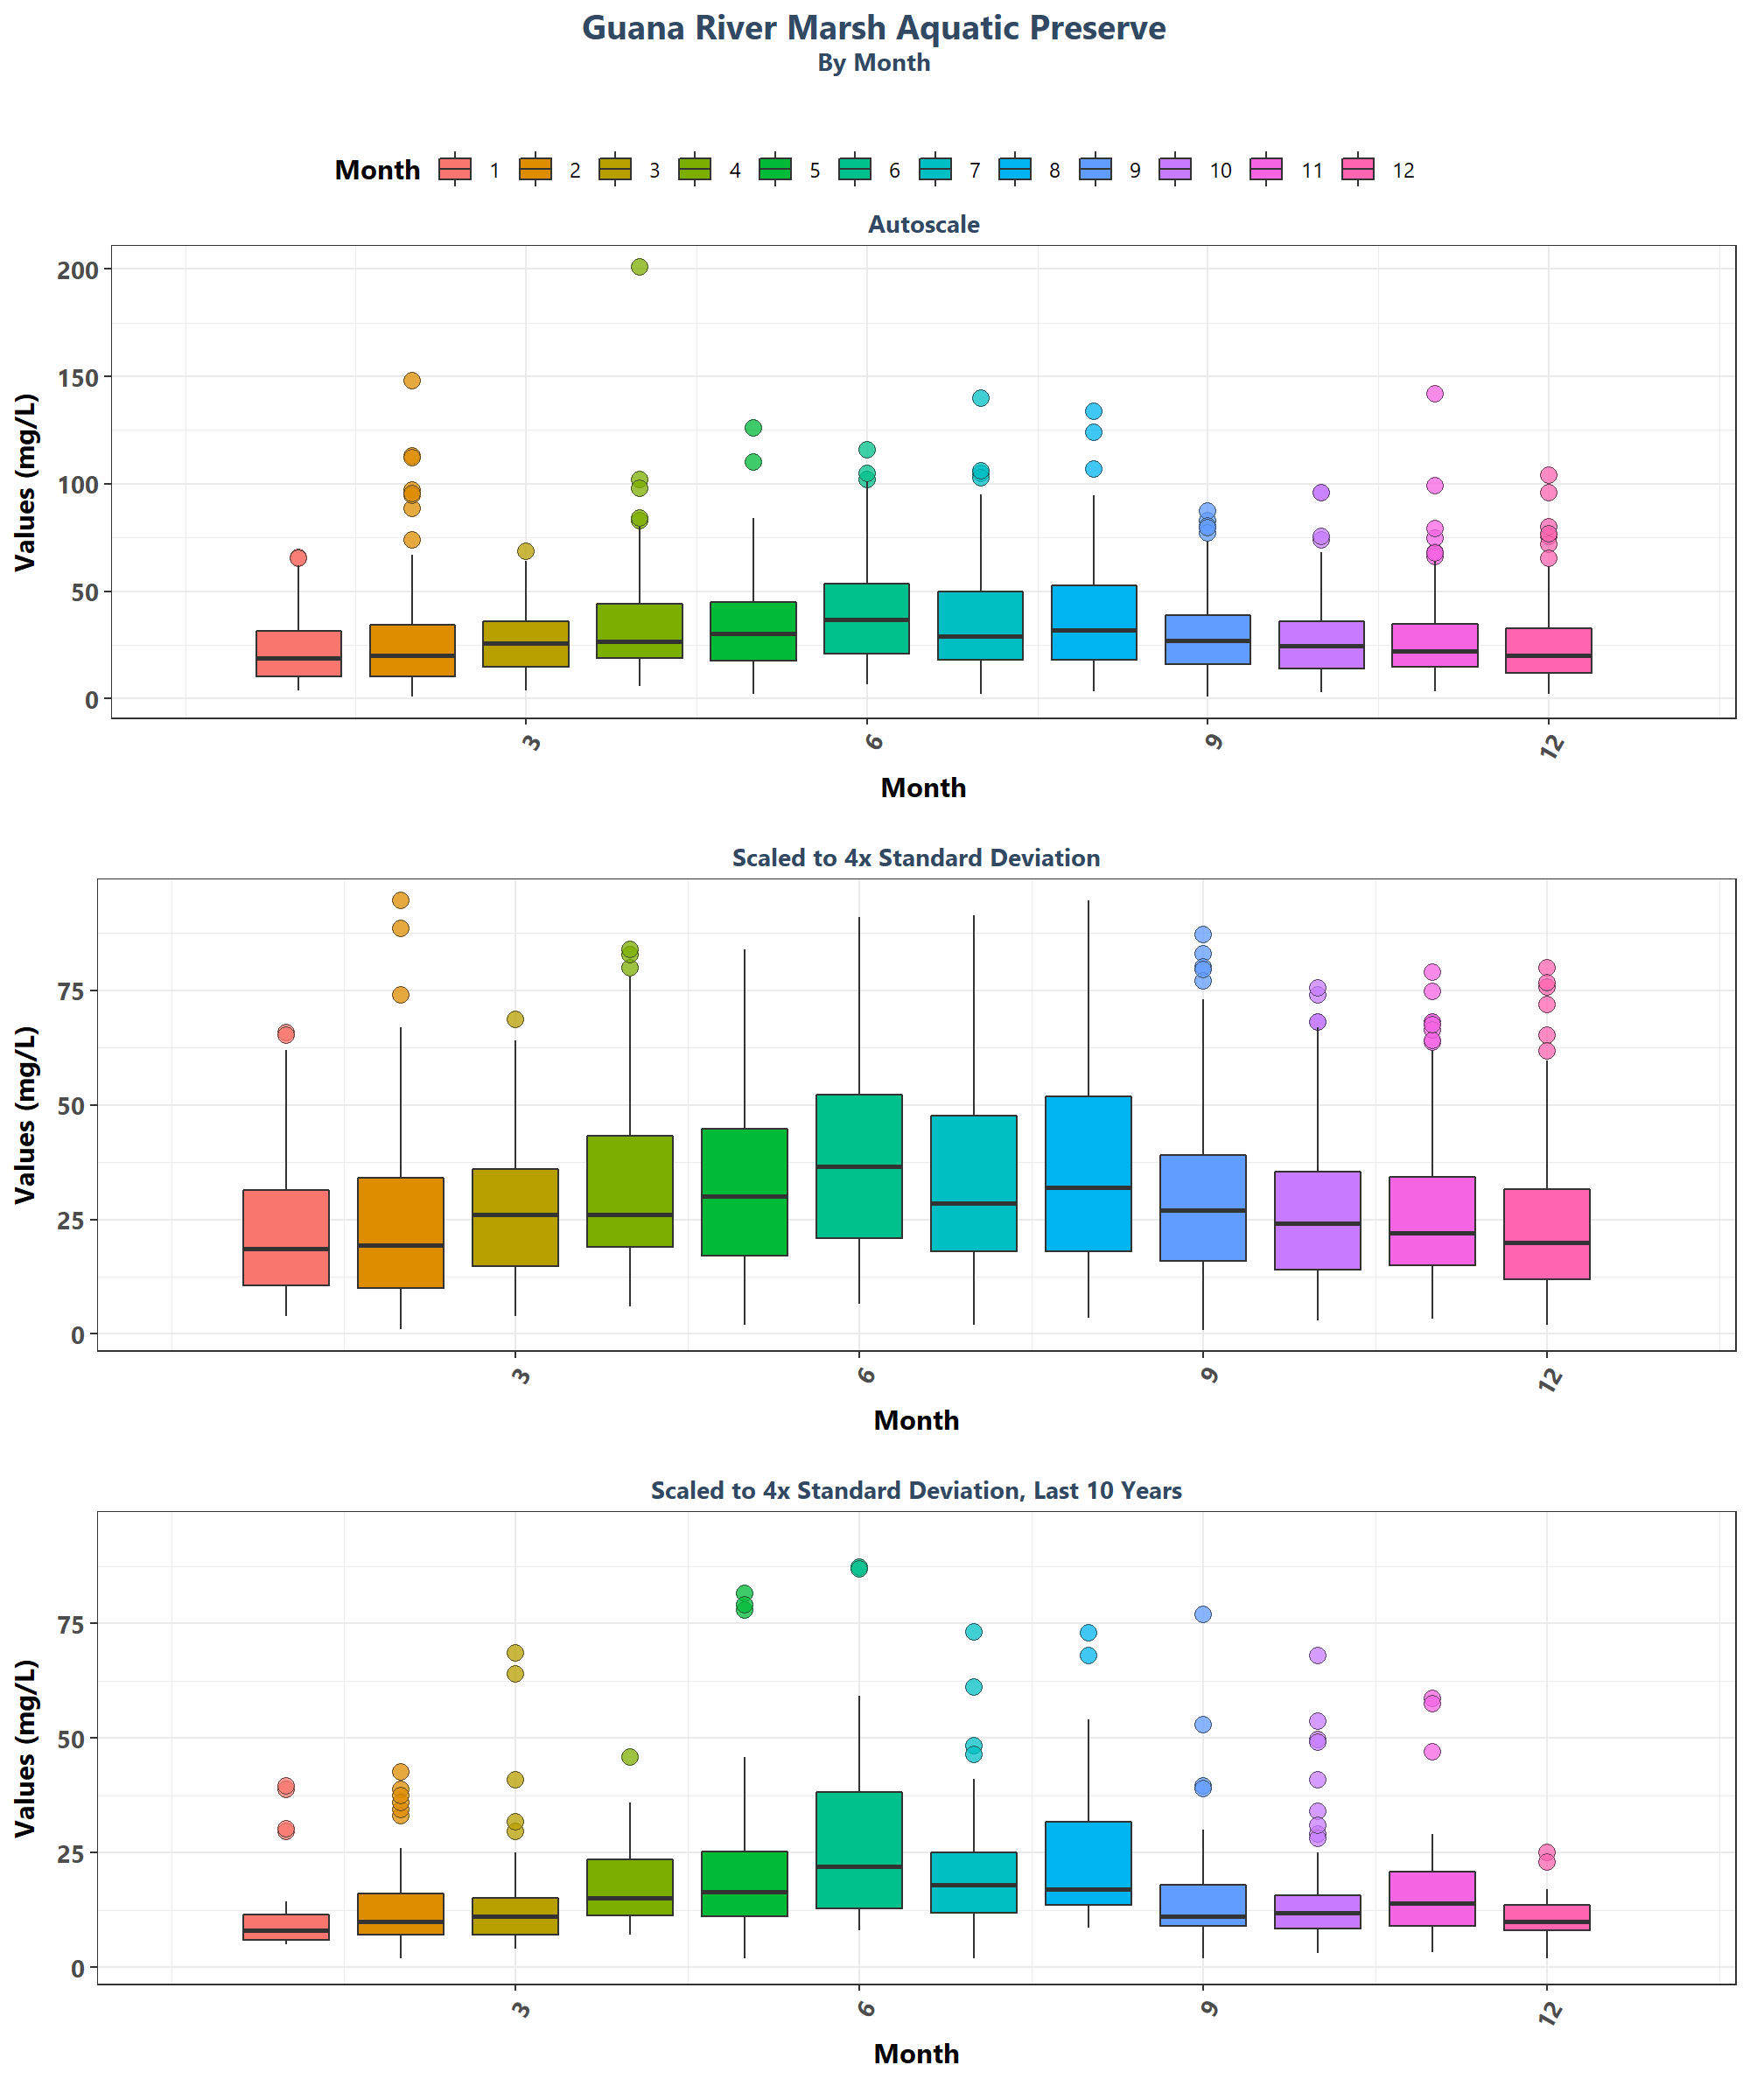 Guana River Marsh Aquatic Preserve
By Month
Month 1 2 3 4 5 6 7 8 9 10 11 12
Autoscale
Values (mg/L)
200
150
100
50
0
3 6 9 12
Month
Scaled to 4x Standard Deviation
Values (mg/L)
75
50
25
0
3 6 9 12
Month
Scaled to 4x Standard Deviation, Last 10 Years
Values (mg/L)
75
50
25
0
3 6 9 12
Month